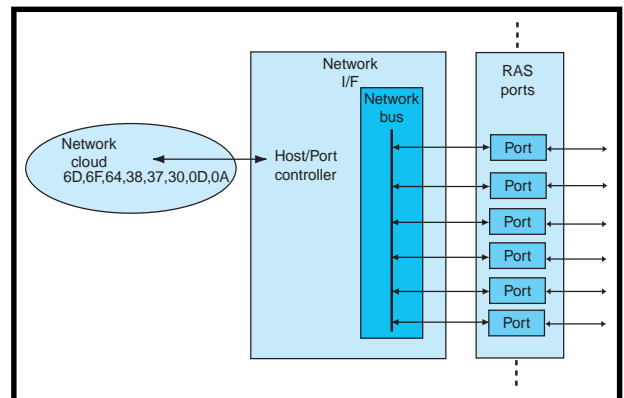 Network
I/F
RAS
ports
Network
bus
Network
cloud
6D,6F,64,38,37,30,0D,0A
Host/Port
controller
Port
Port
Port
Port
Port
Port